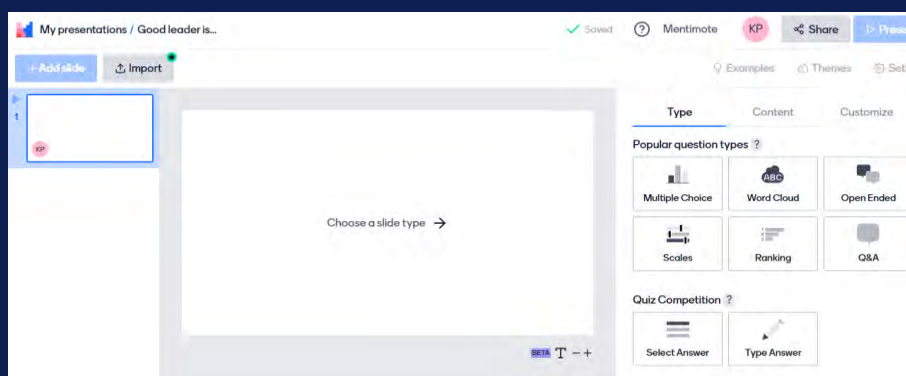 My presentations / Good leader is...
Saved
Mentimote
KP
Share
+ Add slide
Import
Examples
Themes
1
KP
Choose a slide type →
BETA T − +
Type
Content
Customize
Popular question types ?
Multiple Choice
ABC
Word Cloud
Open Ended
Scales
Ranking
Q&A
Quiz Competition ?
Select Answer
Type Answer